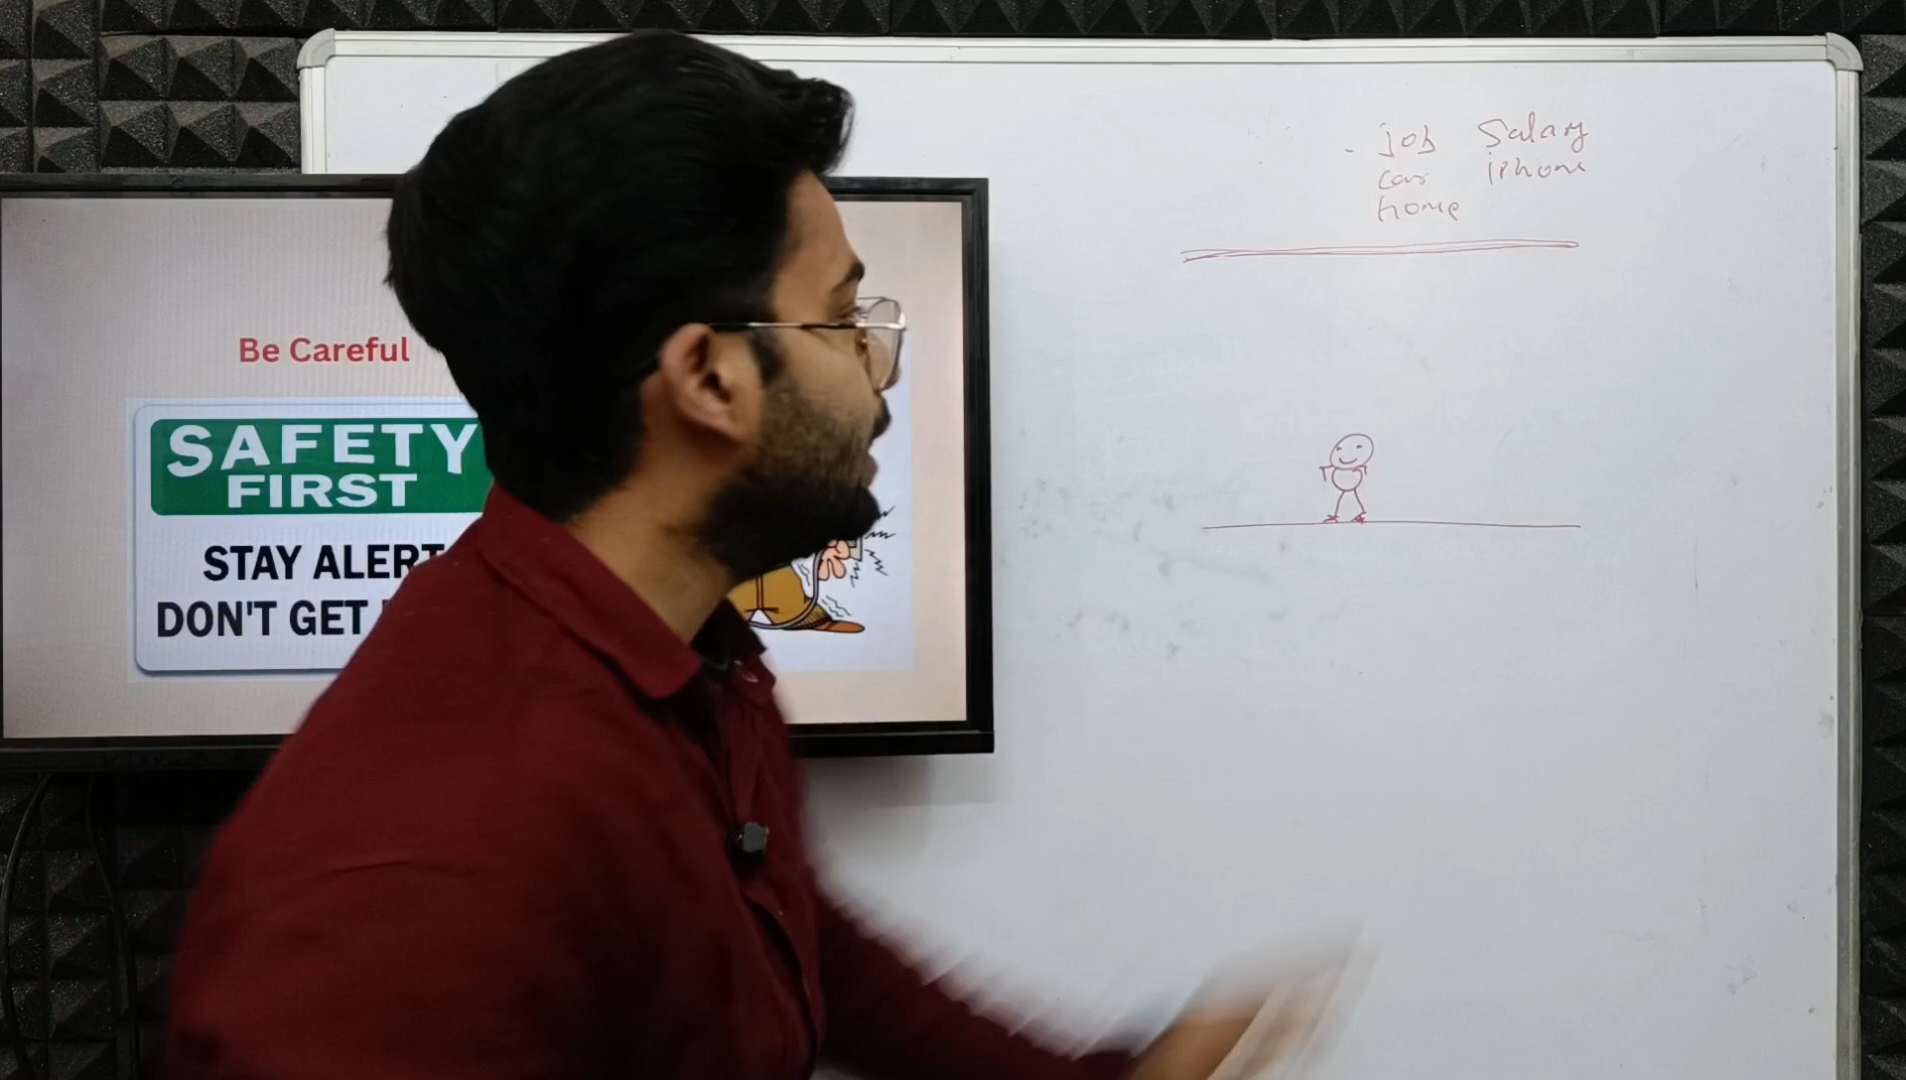 Be Careful
SAFETY
FIRST
STAY ALERT
DON'T GET
- job Salary
car iphone
home